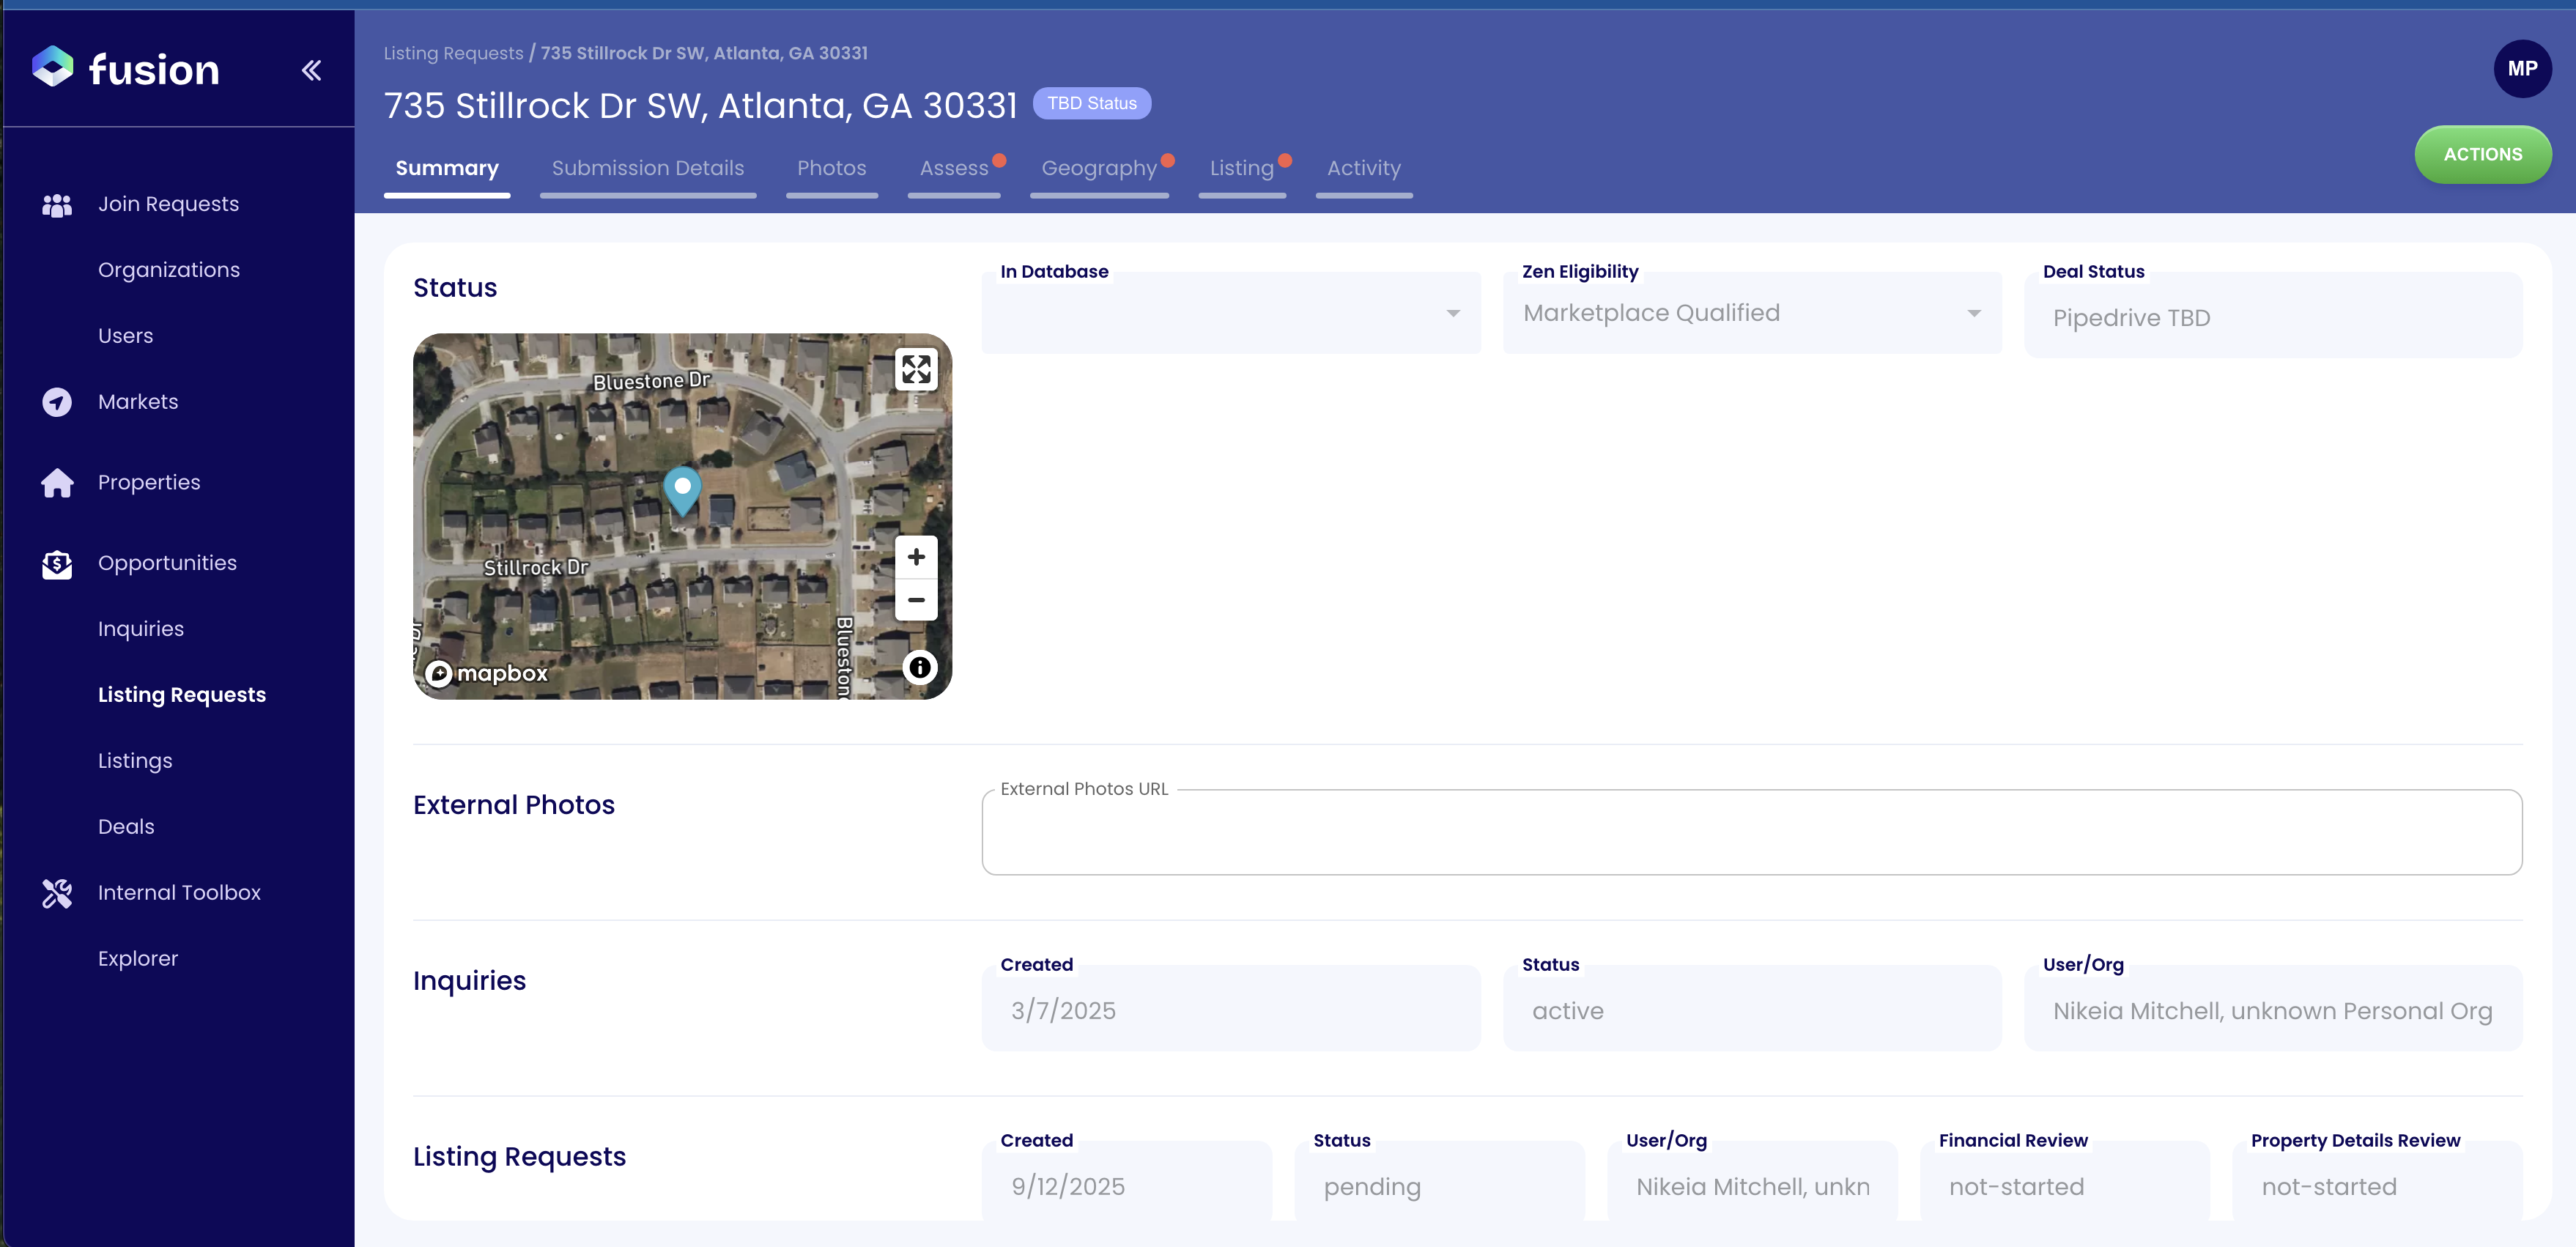 fusion
Join Requests
Organizations
Users
Markets
Properties
Opportunities
Inquiries
Listing Requests
Listings
Deals
Internal Toolbox
Explorer
Listing Requests / 735 Stillrock Dr SW, Atlanta, GA 30331
735 Stillrock Dr SW, Atlanta, GA 30331 TBD Status
MP
Summary Submission Details Photos Assess Geography Listing Activity
ACTIONS
Status
In Database
Zen Eligibility
Marketplace Qualified
Deal Status
Pipedrive TBD
Bluestone Dr
Stillrock Dr
Bluestone
mapbox
External Photos
External Photos URL
Inquiries
Created
3/7/2025
Status
active
User/Org
Nikeia Mitchell, unknown Personal Org
Listing Requests
Created
9/12/2025
Status
pending
User/Org
Nikeia Mitchell, unkn
Financial Review
not-started
Property Details Review
not-started